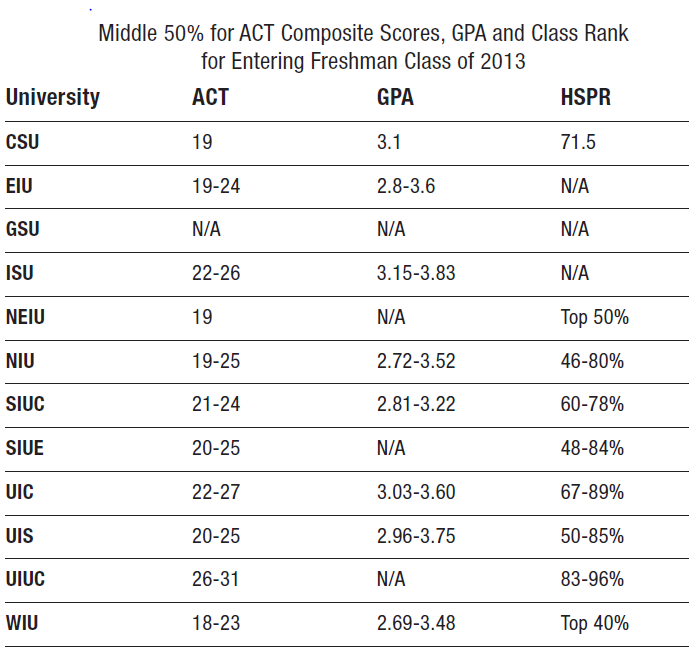 Middle 50% for ACT Composite Scores, GPA and Class Rank
for Entering Freshman Class of 2013
University ACT GPA HSPR
CSU 19 3.1 71.5
EIU 19-24 2.8-3.6 N/A
GSU N/A N/A N/A
ISU 22-26 3.15-3.83 N/A
NEIU 19 N/A Top 50%
NIU 19-25 2.72-3.52 46-80%
SIUC 21-24 2.81-3.22 60-78%
SIUE 20-25 N/A 48-84%
UIC 22-27 3.03-3.60 67-89%
UIS 20-25 2.96-3.75 50-85%
UIUC 26-31 N/A 83-96%
WIU 18-23 2.69-3.48 Top 40%